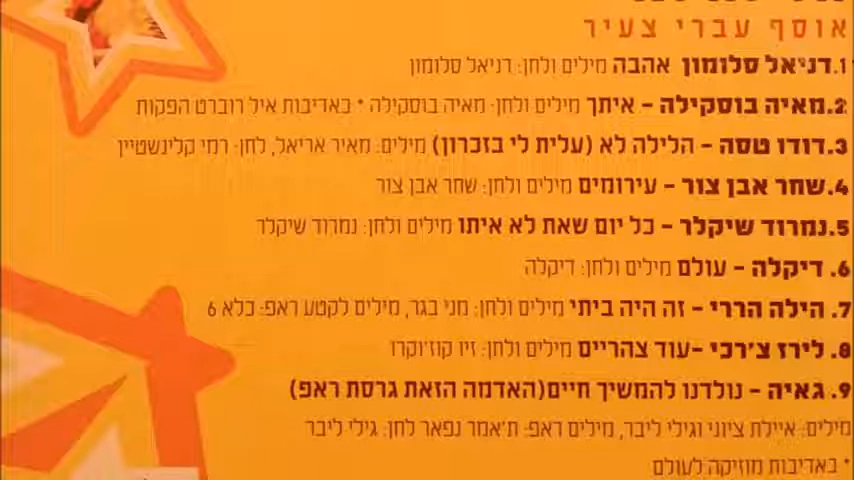 אוסף עברי צעיר
1.דניאל סלומון אהבה מילים ולחן: דניאל סלומון
2.מאיה בוסקילה – איתך מילים ולחן: מאיה בוסקילה * באדיבות איל רוברט הפקות
3.דודו טסה – הלילה לא (עלית לי בזכרון) מילים: מאיר אריאל, לחן: רמי קלינשטיין
4.שחר אבן צור – עירומים מילים ולחן: שחר אבן צור
5.נמרוד שיקלר – כל יום שאת לא איתו מילים ולחן: נמרוד שיקלר
6. דיקלה – עולם מילים ולחן: דיקלה
7. הילה הררי – זה היה ביתי מילים ולחן: מני בגר, מילים לקטע ראפ: כלא 6
8. לירז צ'רכי –עוד צהריים מילים ולחן: זיו קוז'וקרו
9. גאיה – נולדנו להמשיך חיים(האדמה הזאת גרסת ראפ)
מילים: איילת ציוני וגילי ליבר, מילים ראפ: ת'אמר נפאר לחן: גילי ליבר
* באדיבות מוזיקה לעולם